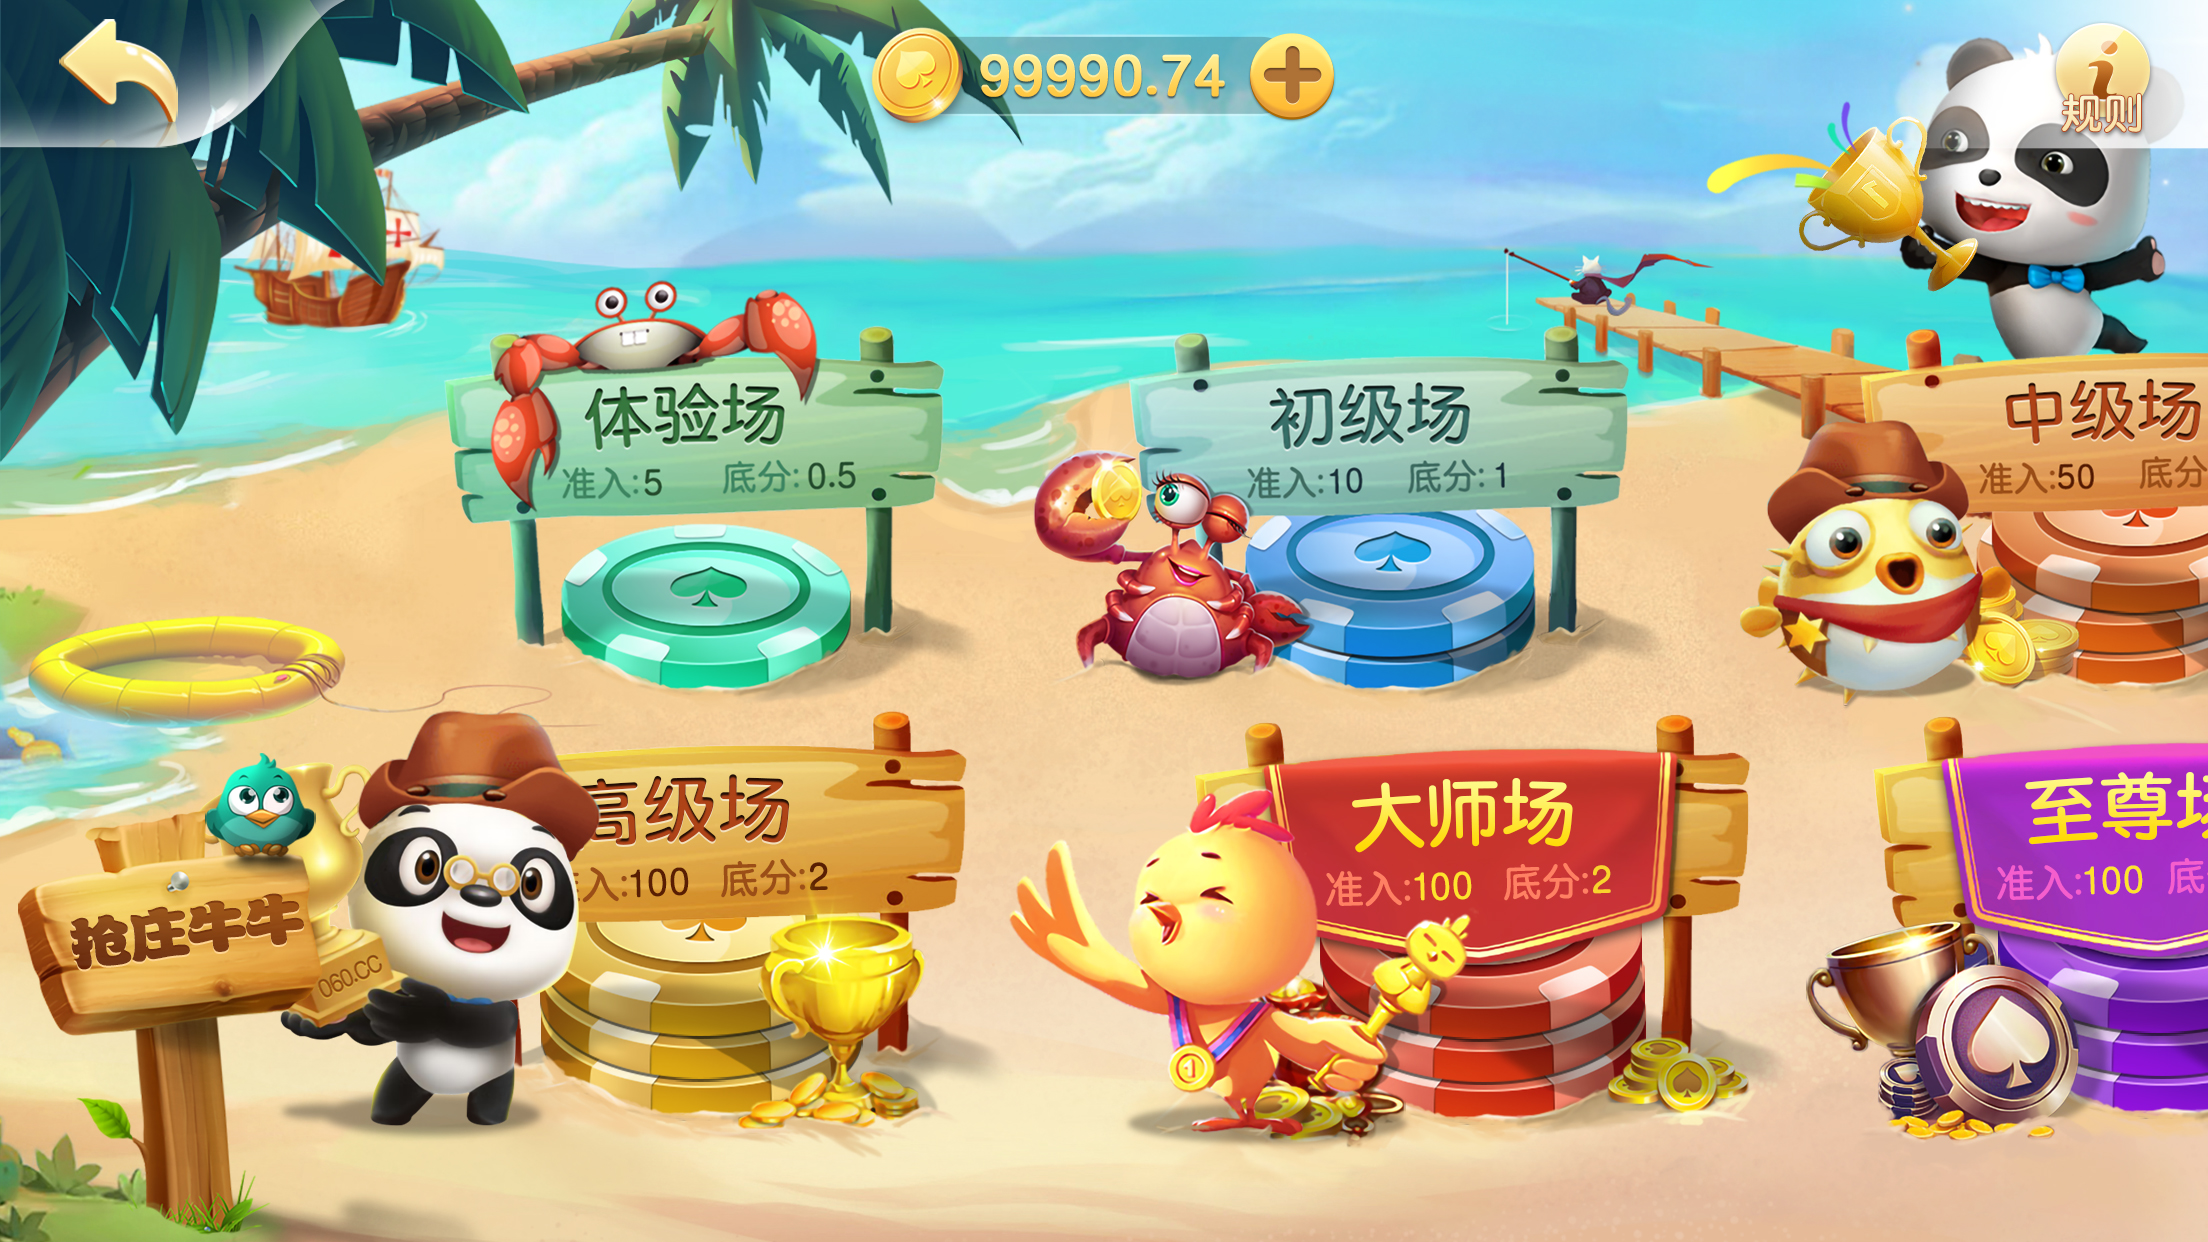 99990.74
规则
体验场
准入:5 底分:0.5
初级场
准入:10 底分:1
中级场
准入:50 底分
高级场
入:100 底分:2
大师场
准入:100 底分:2
至尊场
准入:100 底
抢庄牛牛
060.CC
1